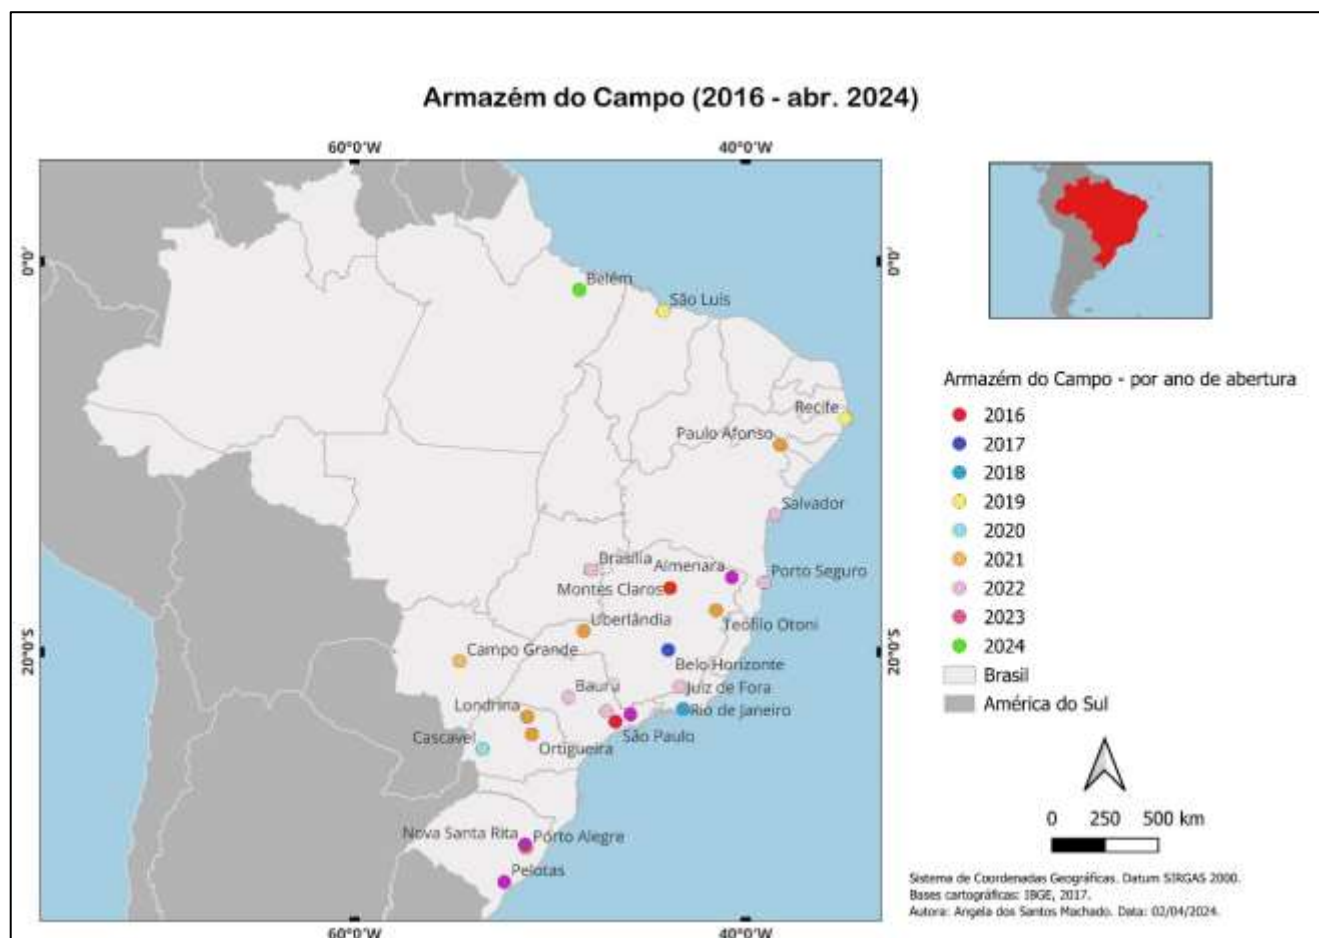 Armazém do Campo (2016 - abr. 2024)
60°0'W
40°0'W
0°0'
0°0'
Belém
São Luís
Recife
Paulo Afonso
Salvador
Brasília
Almenara
Porto Seguro
Montes Claros
Uberlândia
Teófilo Otoni
20°0'S
20°0'S
Campo Grande
Belo Horizonte
Bauru
Juiz de Fora
Londrina
Rio de Janeiro
Cascavel
São Paulo
Ortigueira
Nova Santa Rita
Porto Alegre
Pelotas
60°0'W
40°0'W
Armazém do Campo - por ano de abertura
2016
2017
2018
2019
2020
2021
2022
2023
2024
Brasil
América do Sul
0 250 500 km
Sistema de Coordenadas Geográficas. Datum SIRGAS 2000.
Bases cartográficas: IBGE, 2017.
Autora: Angela dos Santos Machado. Data: 02/04/2024.